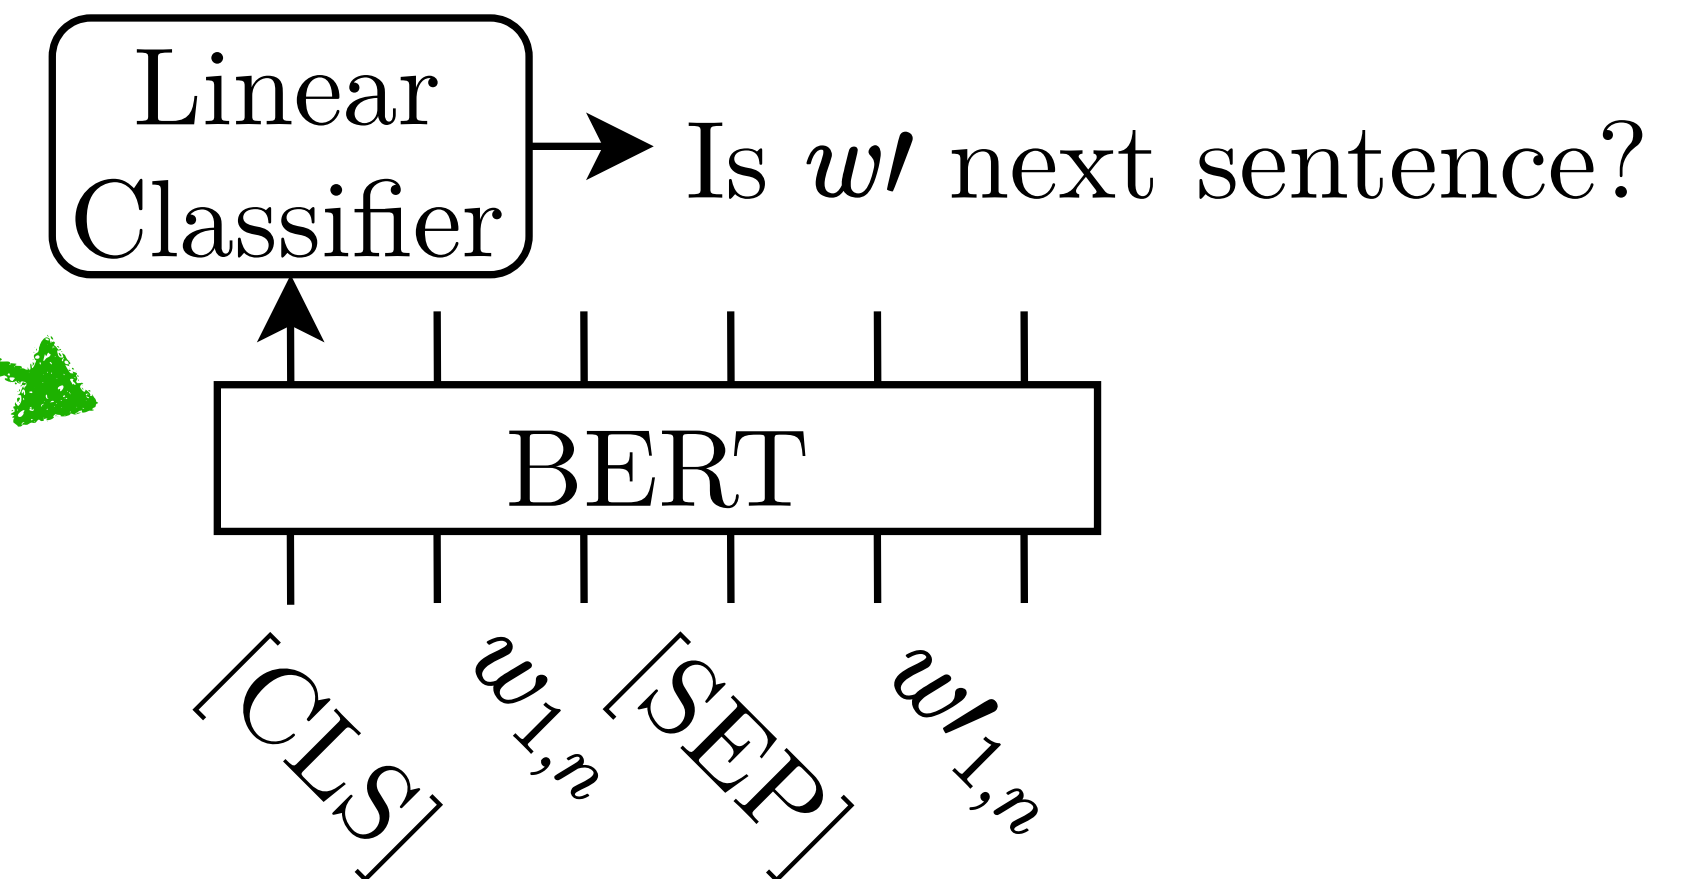 Linear
Classifier
Is w′ next sentence?
BERT
[CLS] w1,n [SEP] w′1,n